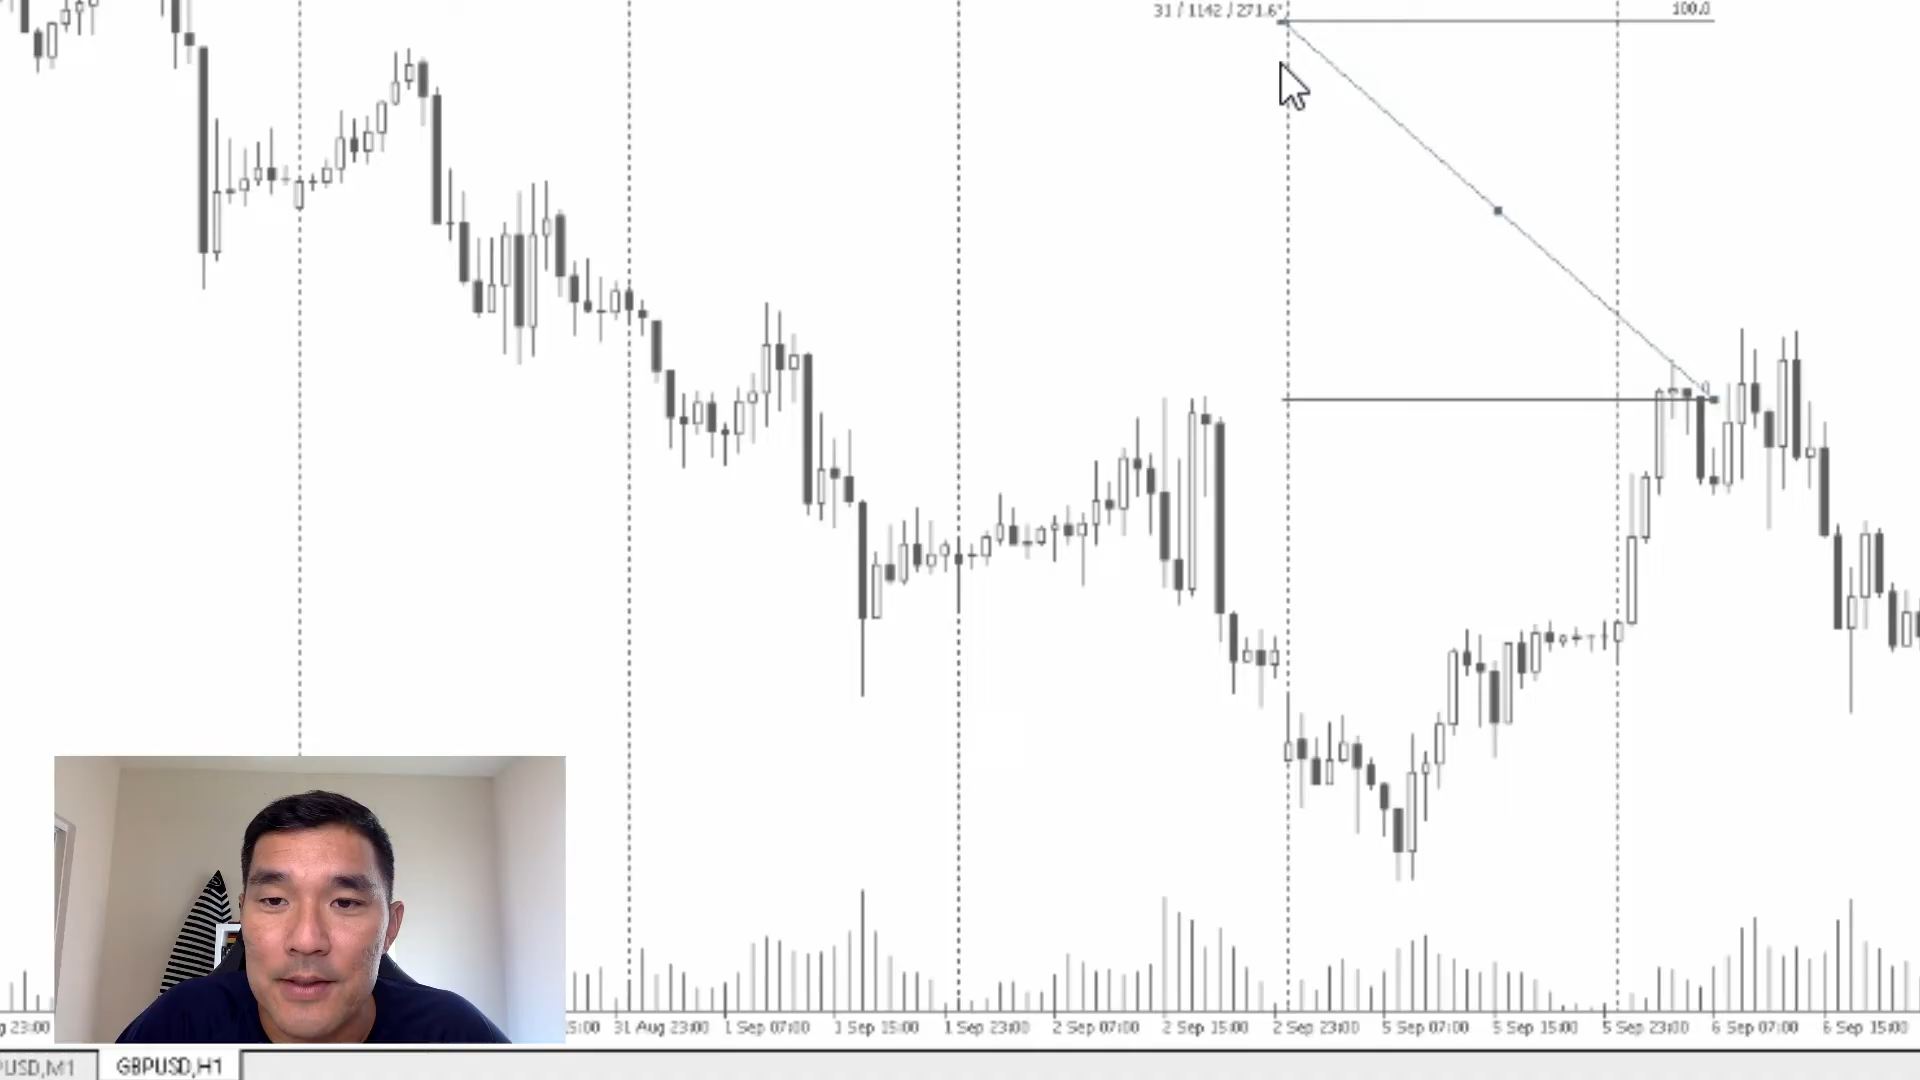 31 / 1142 / 271.6°
100.0
0
g 23:00
15:00
31 Aug 23:00
1 Sep 07:00
1 Sep 15:00
1 Sep 23:00
2 Sep 07:00
2 Sep 15:00
2 Sep 23:00
5 Sep 07:00
5 Sep 15:00
5 Sep 23:00
6 Sep 07:00
6 Sep 15:00
PUSD,M1
GBPUSD,H1